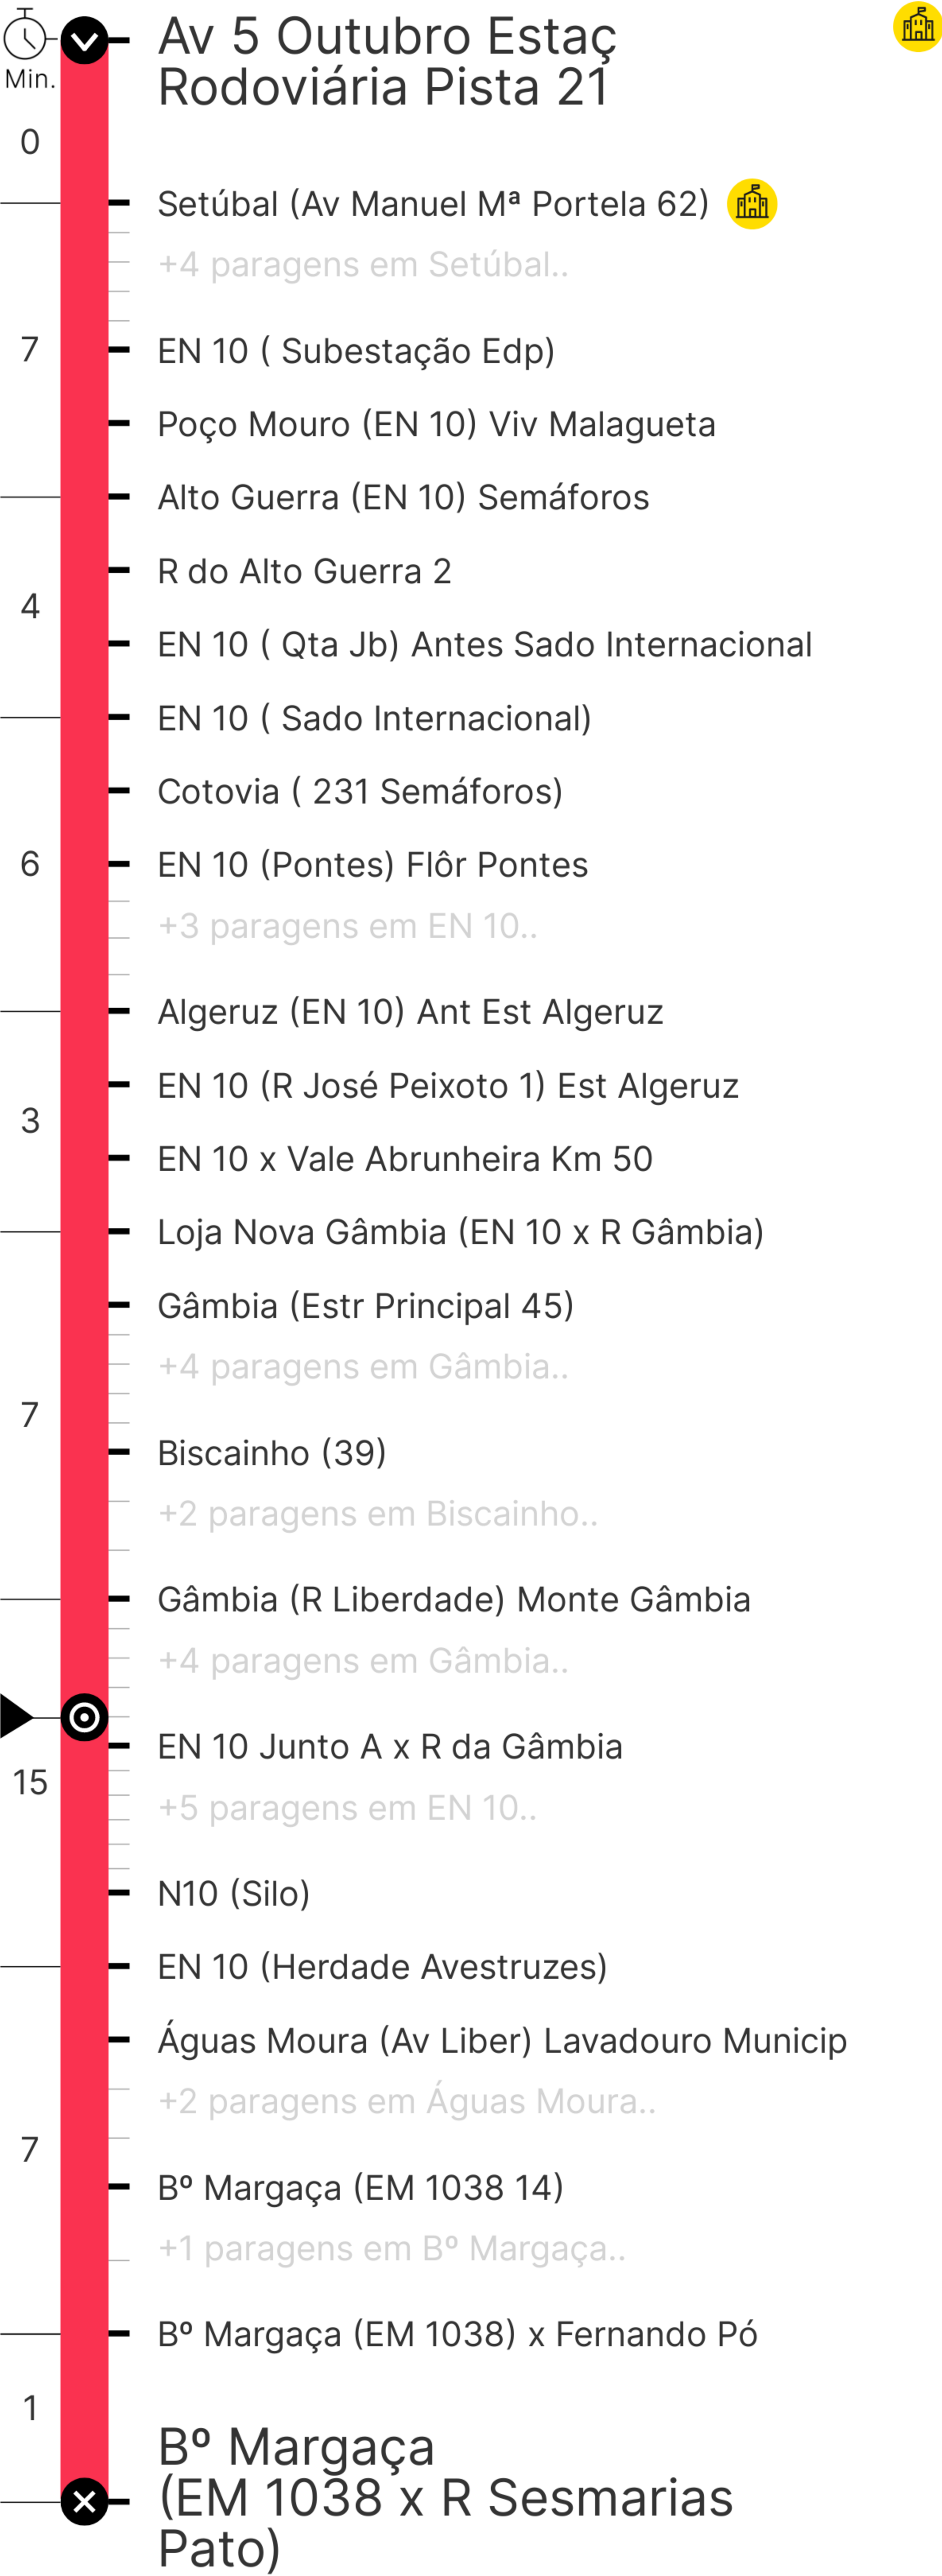 Av 5 Outubro Estaç
Rodoviária Pista 21
Min.
0
Setúbal (Av Manuel Mª Portela 62)
+4 paragens em Setúbal..
7
EN 10 ( Subestação Edp)
Poço Mouro (EN 10) Viv Malagueta
Alto Guerra (EN 10) Semáforos
R do Alto Guerra 2
4
EN 10 ( Qta Jb) Antes Sado Internacional
EN 10 ( Sado Internacional)
Cotovia ( 231 Semáforos)
6
EN 10 (Pontes) Flôr Pontes
+3 paragens em EN 10..
Algeruz (EN 10) Ant Est Algeruz
EN 10 (R José Peixoto 1) Est Algeruz
3
EN 10 x Vale Abrunheira Km 50
Loja Nova Gâmbia (EN 10 x R Gâmbia)
Gâmbia (Estr Principal 45)
+4 paragens em Gâmbia..
7
Biscainho (39)
+2 paragens em Biscainho..
Gâmbia (R Liberdade) Monte Gâmbia
+4 paragens em Gâmbia..
EN 10 Junto A x R da Gâmbia
15
+5 paragens em EN 10..
N10 (Silo)
EN 10 (Herdade Avestruzes)
Águas Moura (Av Liber) Lavadouro Municip
+2 paragens em Águas Moura..
7
Bº Margaça (EM 1038 14)
+1 paragens em Bº Margaça..
Bº Margaça (EM 1038) x Fernando Pó
1
Bº Margaça
(EM 1038 x R Sesmarias
Pato)